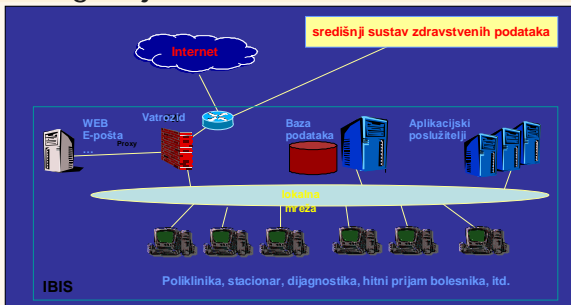 središnji sustav zdravstvenih podataka
Internet
WEB
E-pošta
...
Proxy
Vatrozid
Baza
podataka
Aplikacijski
poslužitelji
lokalna
mreža
Poliklinika, stacionar, dijagnostika, hitni prijam bolesnika, itd.
IBIS